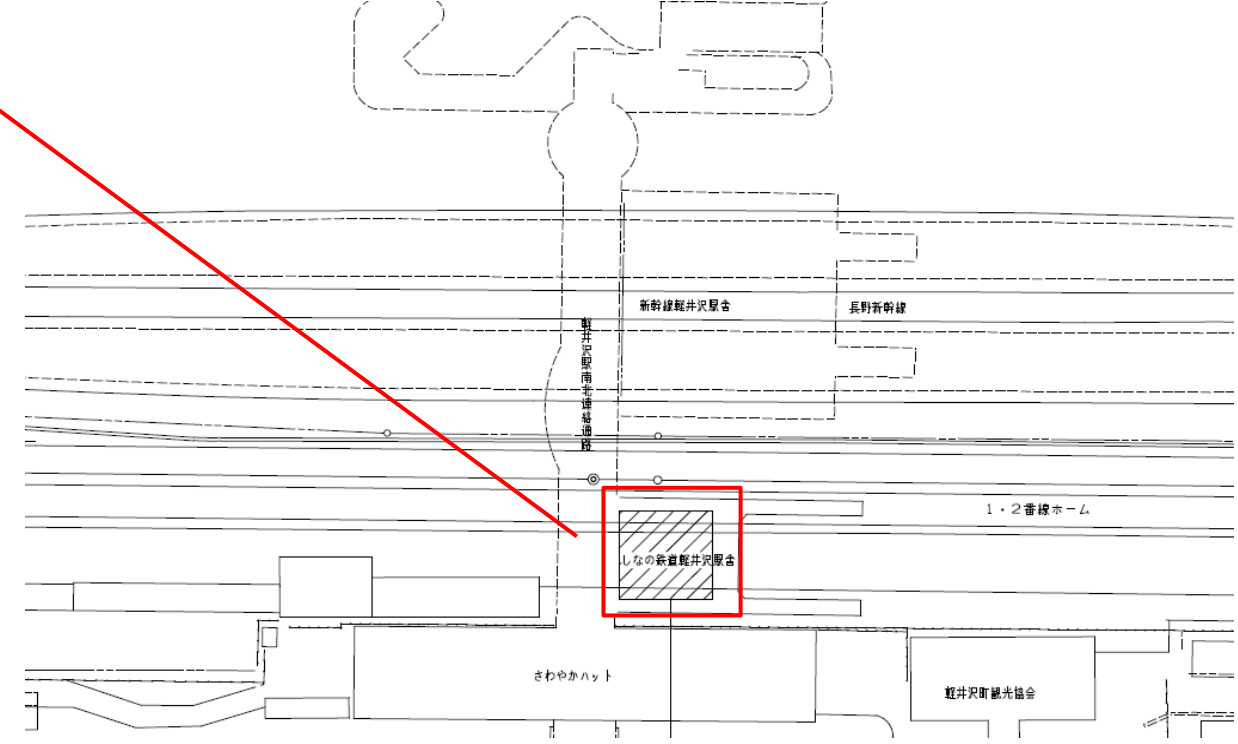 新幹線軽井沢駅舎
長野新幹線
軽井沢駅南北連絡通路
1・2番線ホーム
しなの鉄道軽井沢駅舎
さわやかハット
軽井沢町観光協会